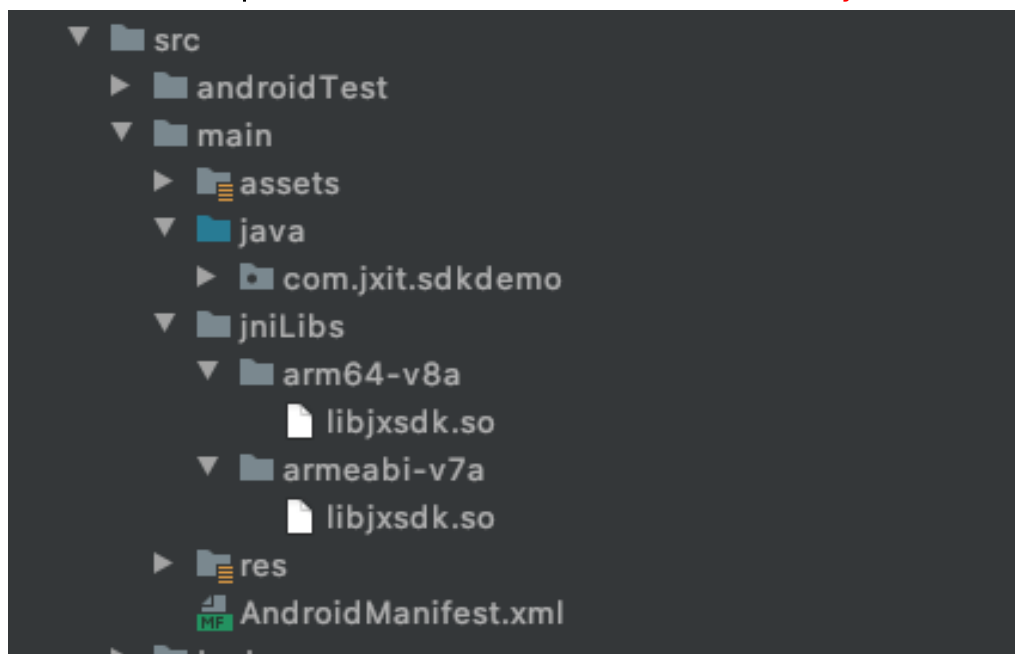 src
androidTest
main
assets
java
com.jxit.sdkdemo
jniLibs
arm64-v8a
libjxsdk.so
armeabi-v7a
libjxsdk.so
res
MF AndroidManifest.xml